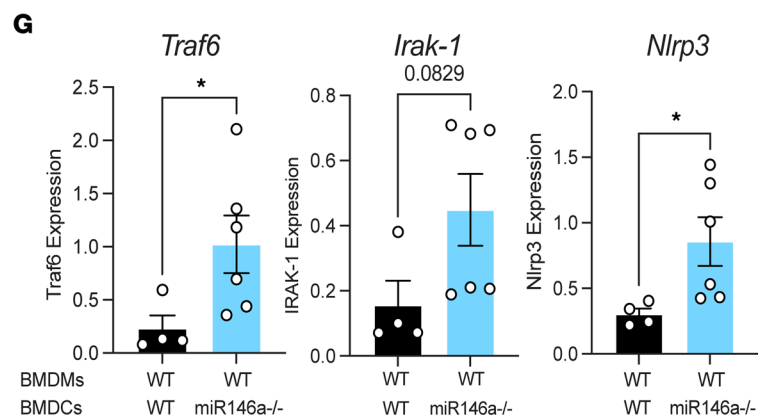 G
Traf6
Irak-1
Nlrp3
*
0.0829
*
Traf6 Expression
2.5
2.0
1.5
1.0
0.5
0.0
IRAK-1 Expression
0.8
0.6
0.4
0.2
0.0
Nlrp3 Expression
2.0
1.5
1.0
0.5
0.0
BMDMs WT WT WT WT WT WT
BMDCs WT miR146a-/- WT miR146a-/- WT miR146a-/-